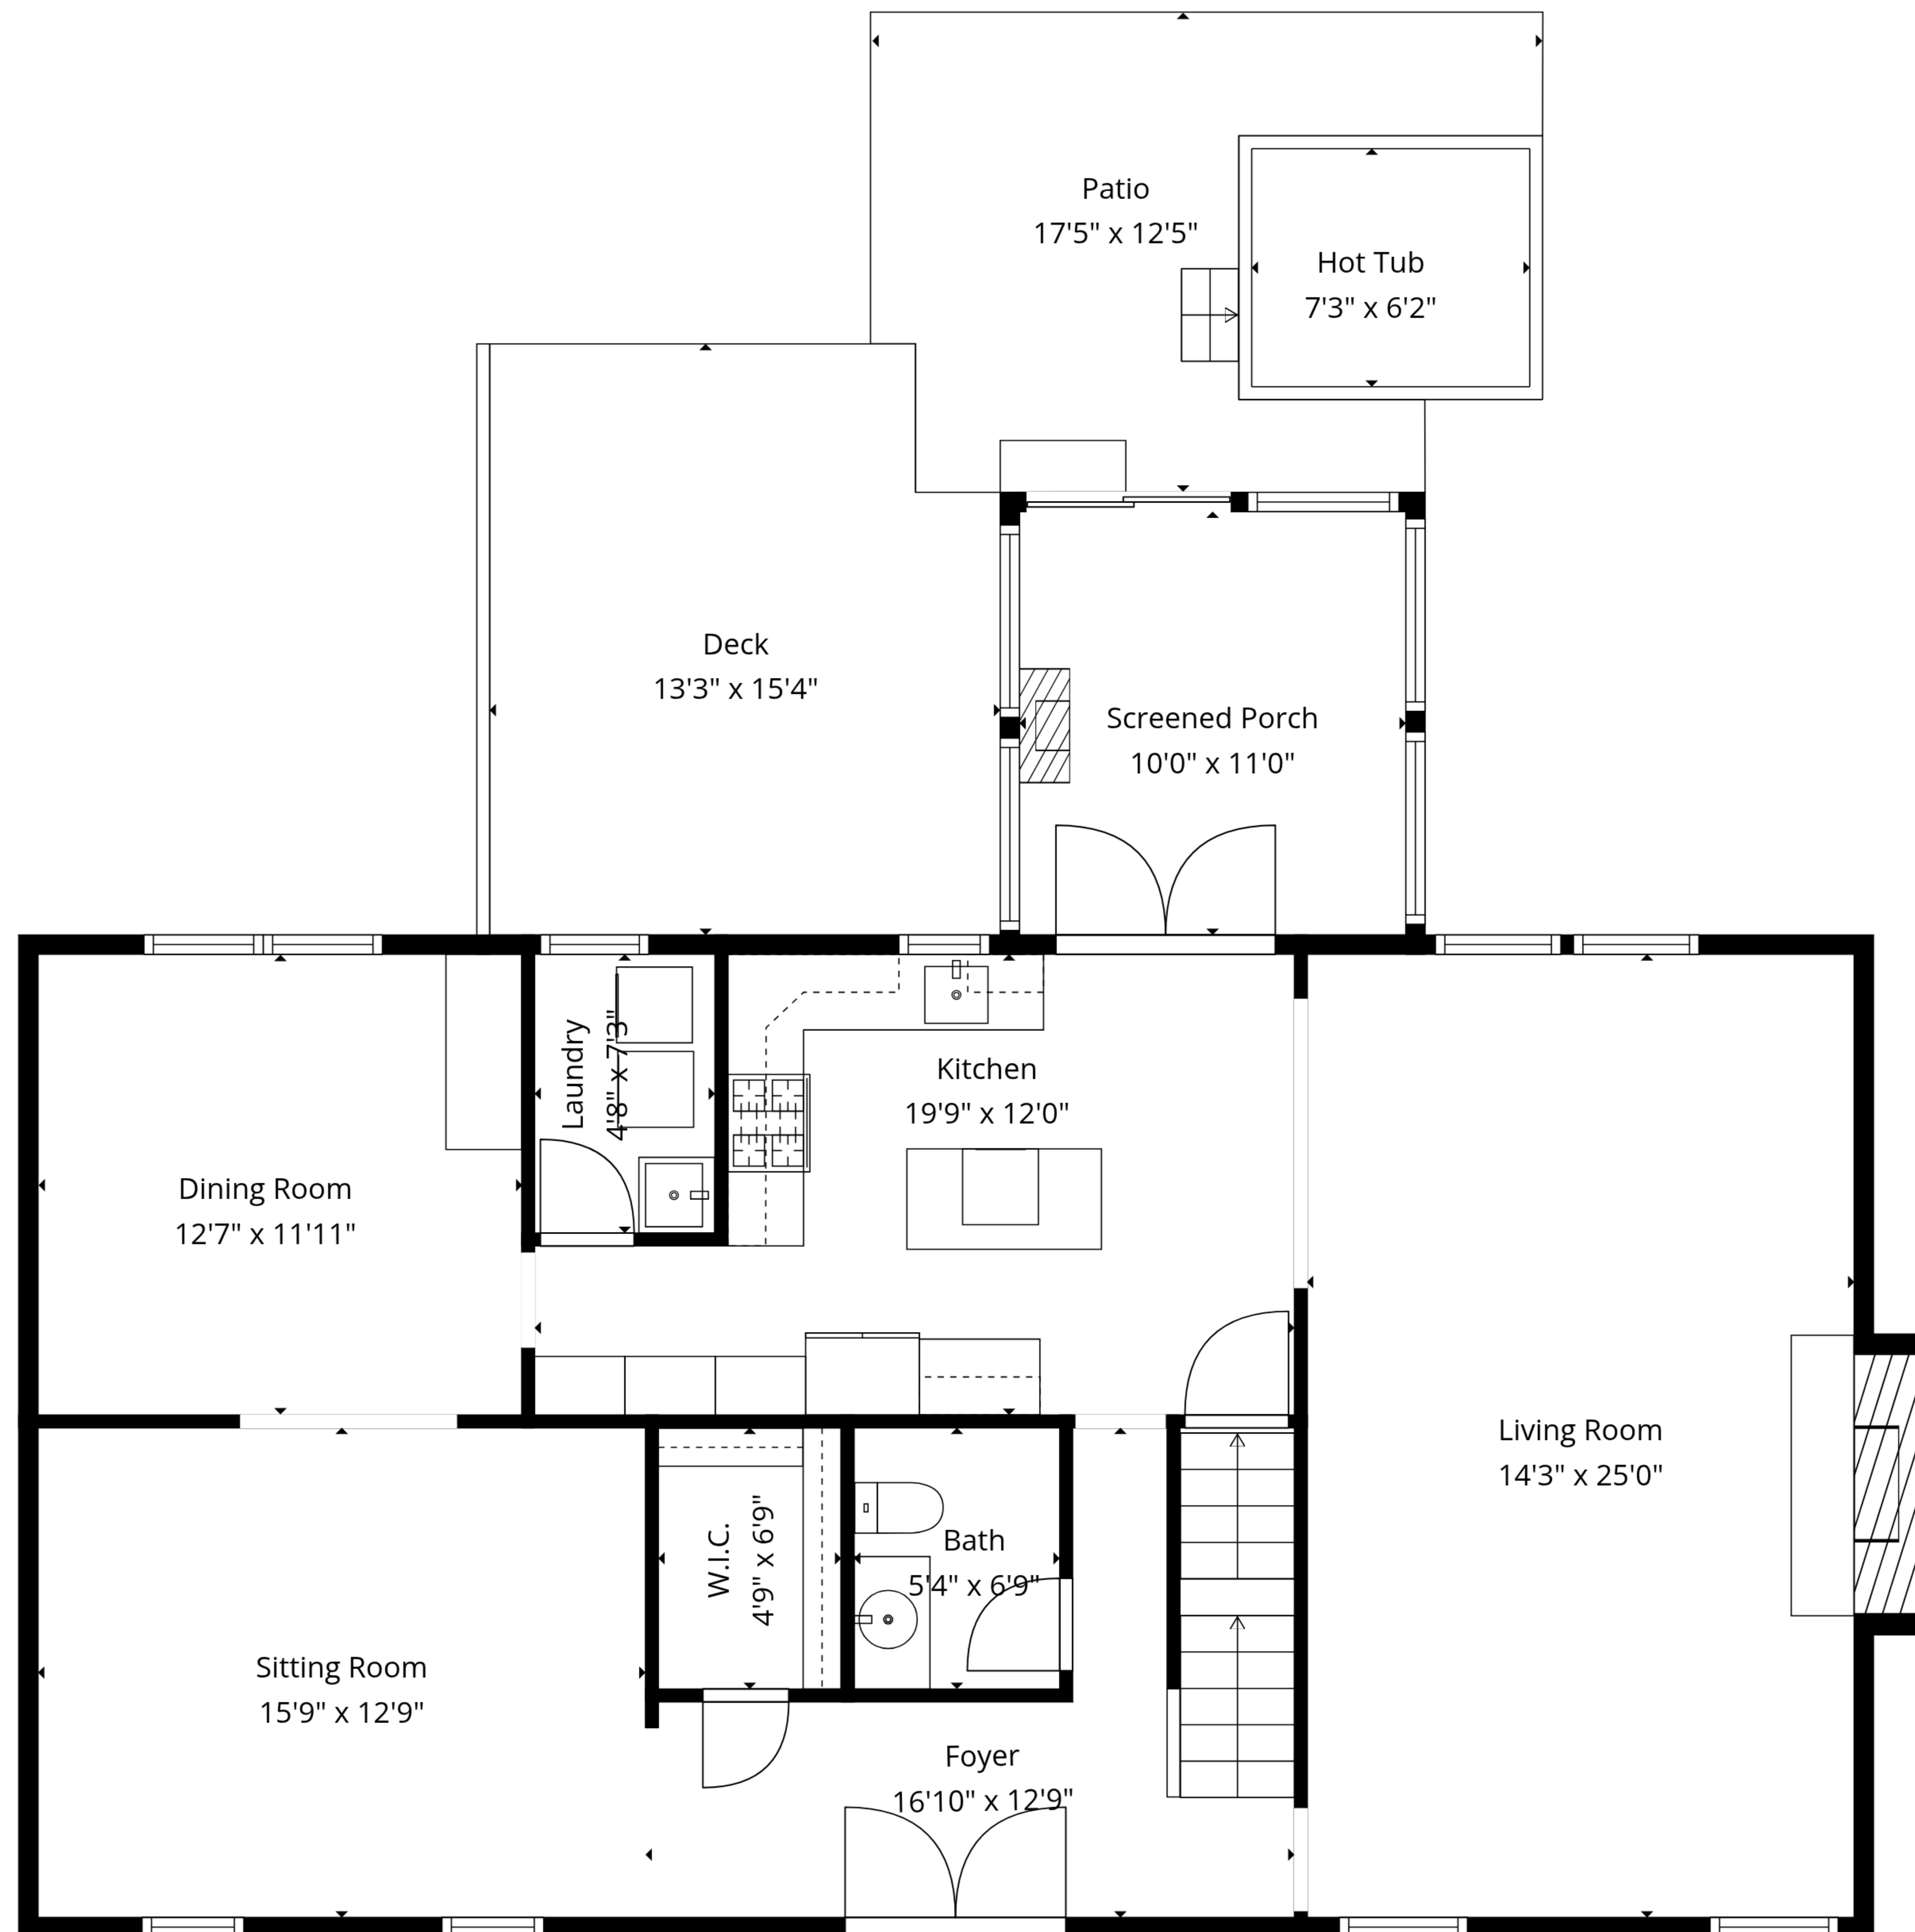 Patio
17'5" x 12'5"
Hot Tub
7'3" x 6'2"
Deck
13'3" x 15'4"
Screened Porch
10'0" x 11'0"
Laundry
4'8" x 7'3"
Kitchen
19'9" x 12'0"
Dining Room
12'7" x 11'11"
Living Room
14'3" x 25'0"
W.I.C.
4'9" x 6'9"
Bath
5'4" x 6'9"
Sitting Room
15'9" x 12'9"
Foyer
16'10" x 12'9"